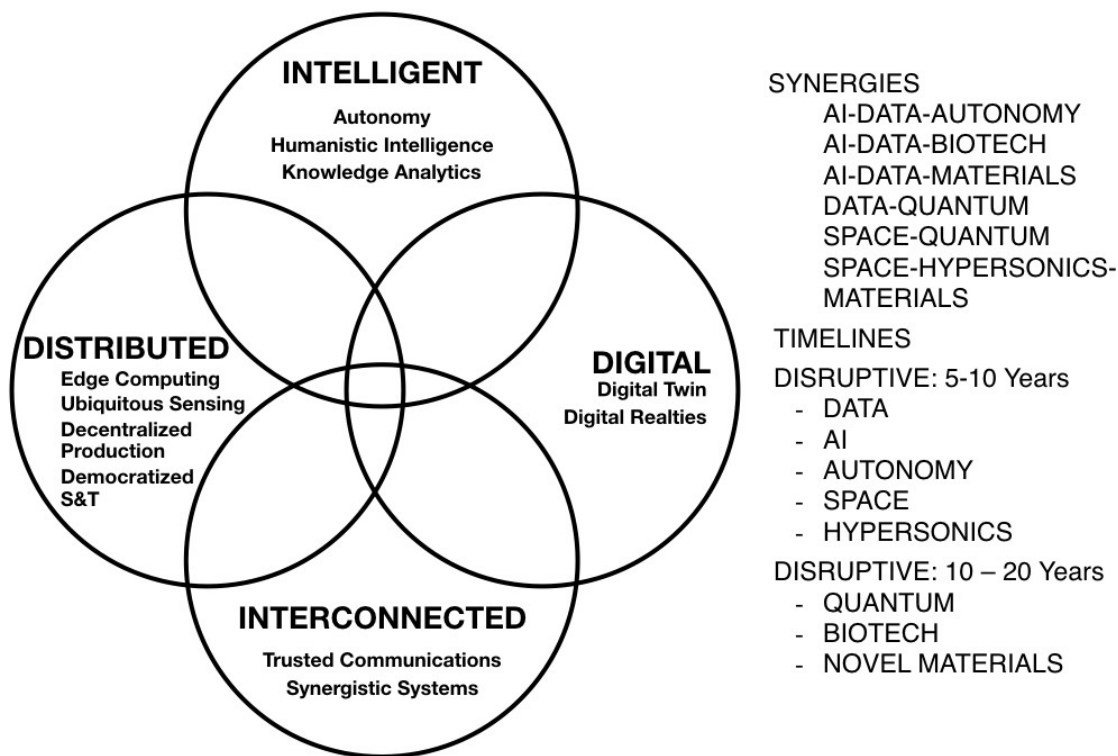 INTELLIGENT
Autonomy
Humanistic Intelligence
Knowledge Analytics
DISTRIBUTED
Edge Computing
Ubiquitous Sensing
Decentralized
Production
Democratized
S&T
DIGITAL
Digital Twin
Digital Realties
INTERCONNECTED
Trusted Communications
Synergistic Systems
SYNERGIES
AI-DATA-AUTONOMY
AI-DATA-BIOTECH
AI-DATA-MATERIALS
DATA-QUANTUM
SPACE-QUANTUM
SPACE-HYPERSONICS-
MATERIALS
TIMELINES
DISRUPTIVE: 5-10 Years
- DATA
- AI
- AUTONOMY
- SPACE
- HYPERSONICS
DISRUPTIVE: 10 – 20 Years
- QUANTUM
- BIOTECH
- NOVEL MATERIALS